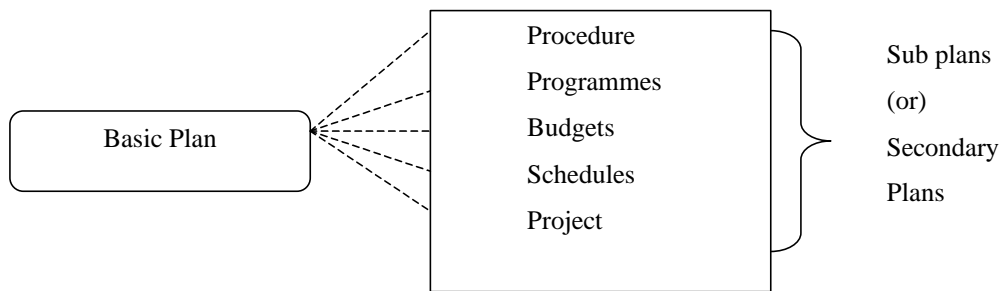 Basic Plan
Procedure
Programmes
Budgets
Schedules
Project
Sub plans
(or)
Secondary
Plans